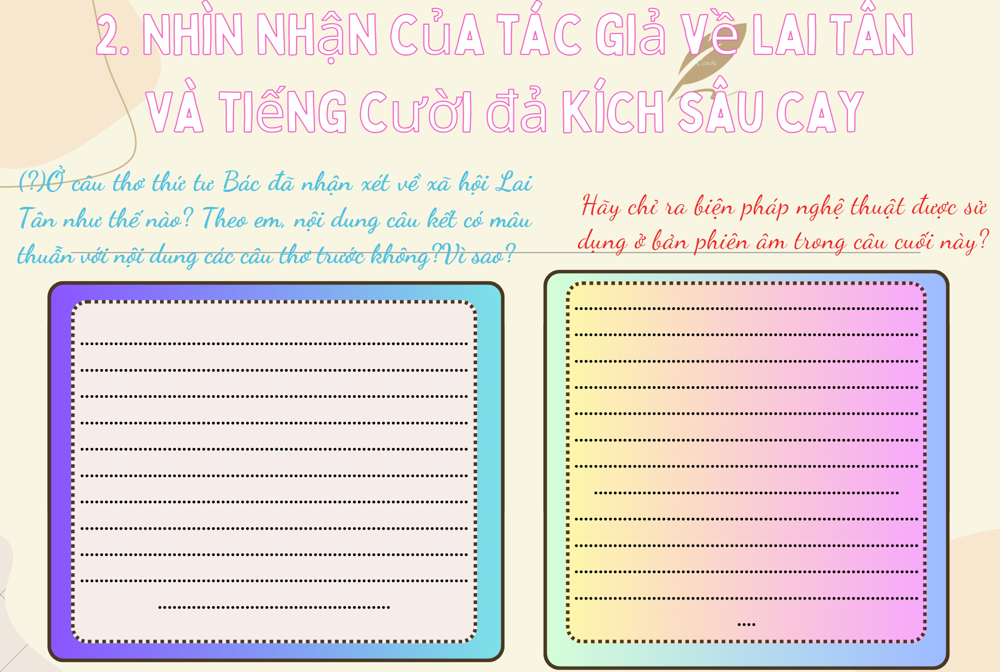 2. NHÌN NHậN CủA TÁC GIả Về LAI TÂN
Canva
VÀ TIếNG CườI đả KÍCH SÂU CAY
(?)Ở câu thơ thứ tư Bác đã nhận xét về xã hội Lai
Tân như thế nào? Theo em, nội dung câu kết có mâu
thuẫn với nội dung các câu thơ trước không?Vì sao?
Hãy chỉ ra biện pháp nghệ thuật được sử
dụng ở bản phiên âm trong câu cuối này?